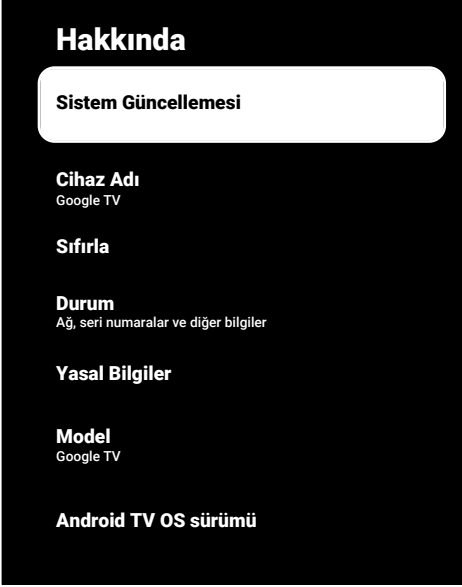 Hakkında
Sistem Güncellemesi
Cihaz Adı
Google TV
Sıfırla
Durum
Ağ, seri numaralar ve diğer bilgiler
Yasal Bilgiler
Model
Google TV
Android TV OS sürümü